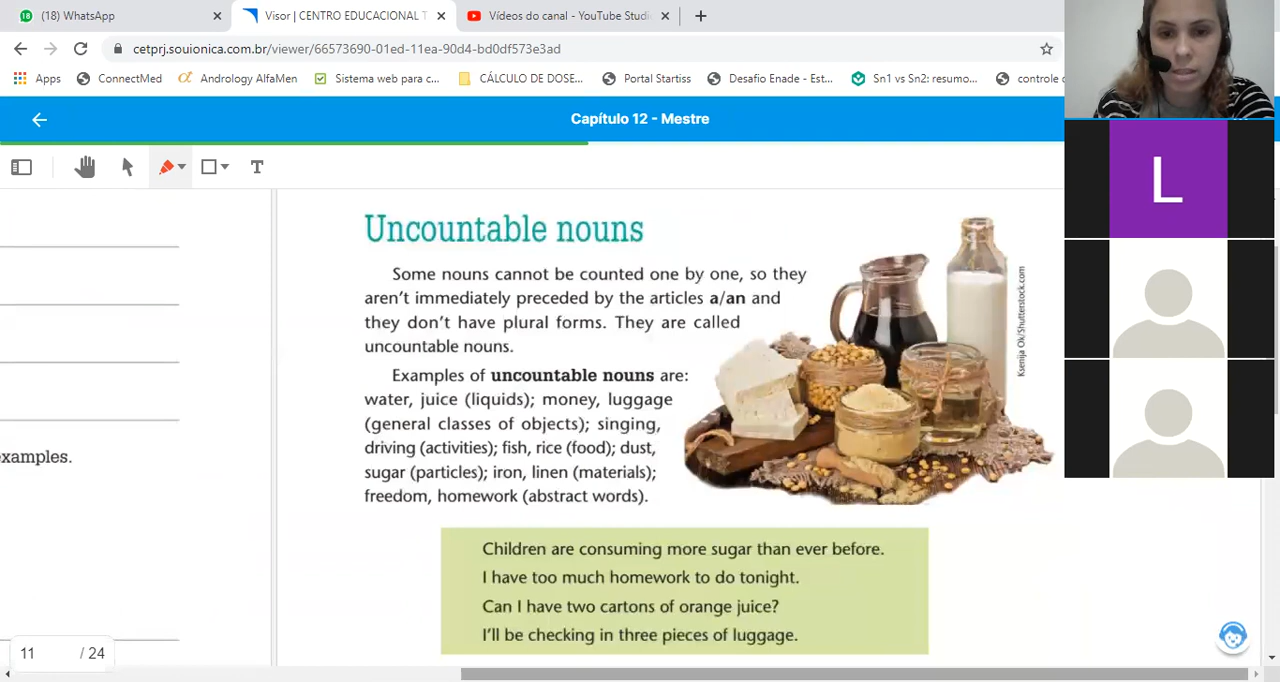 (18) WhatsApp
Visor | CENTRO EDUCACIONAL T
Vídeos do canal - YouTube Studi
cetprj.souionica.com.br/viewer/66573690-01ed-11ea-90d4-bd0df573e3ad
Apps
ConnectMed
Andrology AlfaMen
Sistema web para c...
CÁLCULO DE DOSE...
Portal Startiss
Desafio Enade - Est...
Sn1 vs Sn2: resumo...
controle
Capítulo 12 - Mestre
T
L
Uncountable nouns
Some nouns cannot be counted one by one, so they
aren't immediately preceded by the articles a/an and
they don't have plural forms. They are called
uncountable nouns.
Examples of uncountable nouns are:
water, juice (liquids); money, luggage
(general classes of objects); singing,
driving (activities); fish, rice (food); dust,
sugar (particles); iron, linen (materials);
freedom, homework (abstract words).
Ksenija Ok/Shutterstock.com
examples.
Children are consuming more sugar than ever before.
I have too much homework to do tonight.
Can I have two cartons of orange juice?
I'll be checking in three pieces of luggage.
11 / 24